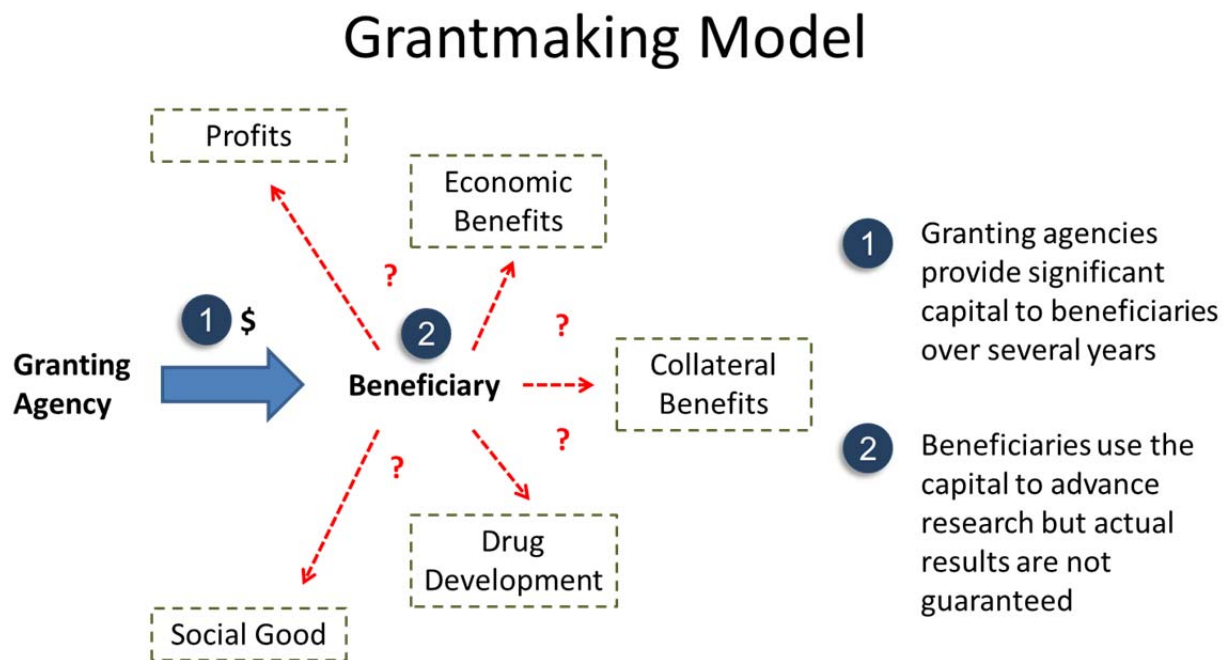 Grantmaking Model
Profits
Economic
Benefits
?
1 $
2
?
Granting
Agency
Beneficiary
Collateral
Benefits
?
?
Drug
Development
Social Good
1
Granting agencies
provide significant
capital to beneficiaries
over several years
2
Beneficiaries use the
capital to advance
research but actual
results are not
guaranteed